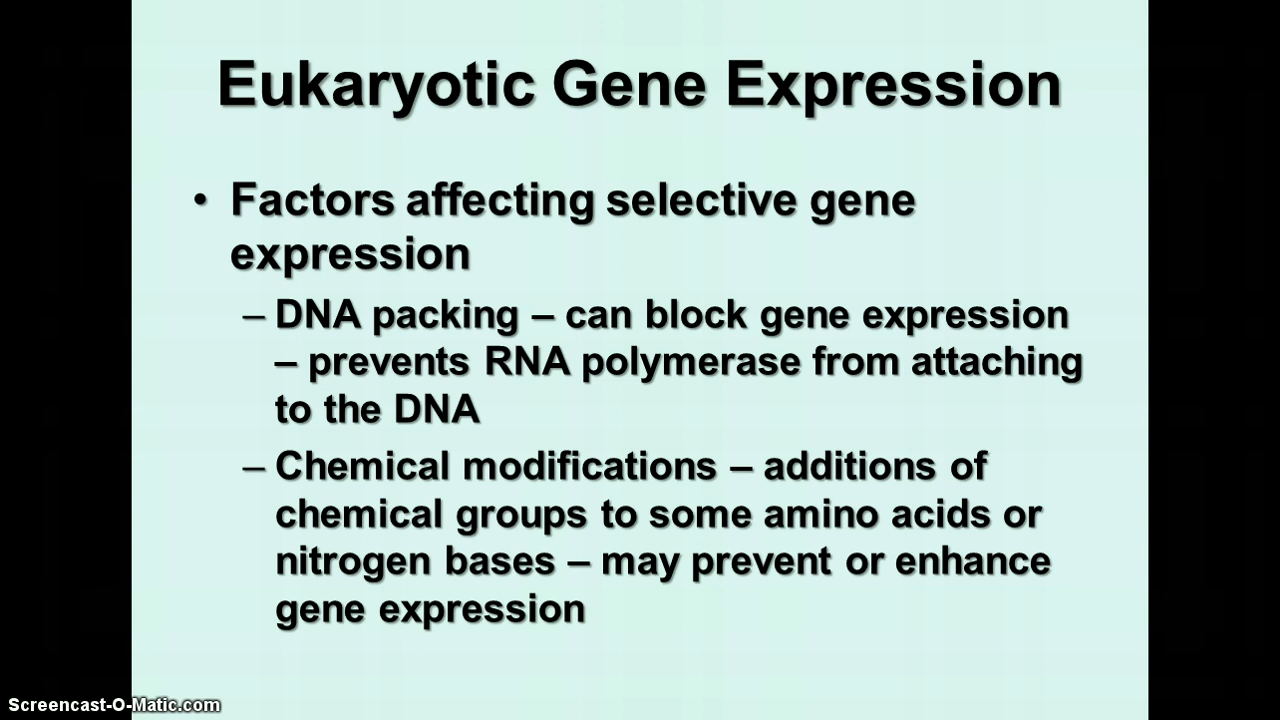 Eukaryotic Gene Expression
• Factors affecting selective gene
expression
– DNA packing – can block gene expression
– prevents RNA polymerase from attaching
to the DNA
– Chemical modifications – additions of
chemical groups to some amino acids or
nitrogen bases – may prevent or enhance
gene expression
Screencast-O-Matic.com